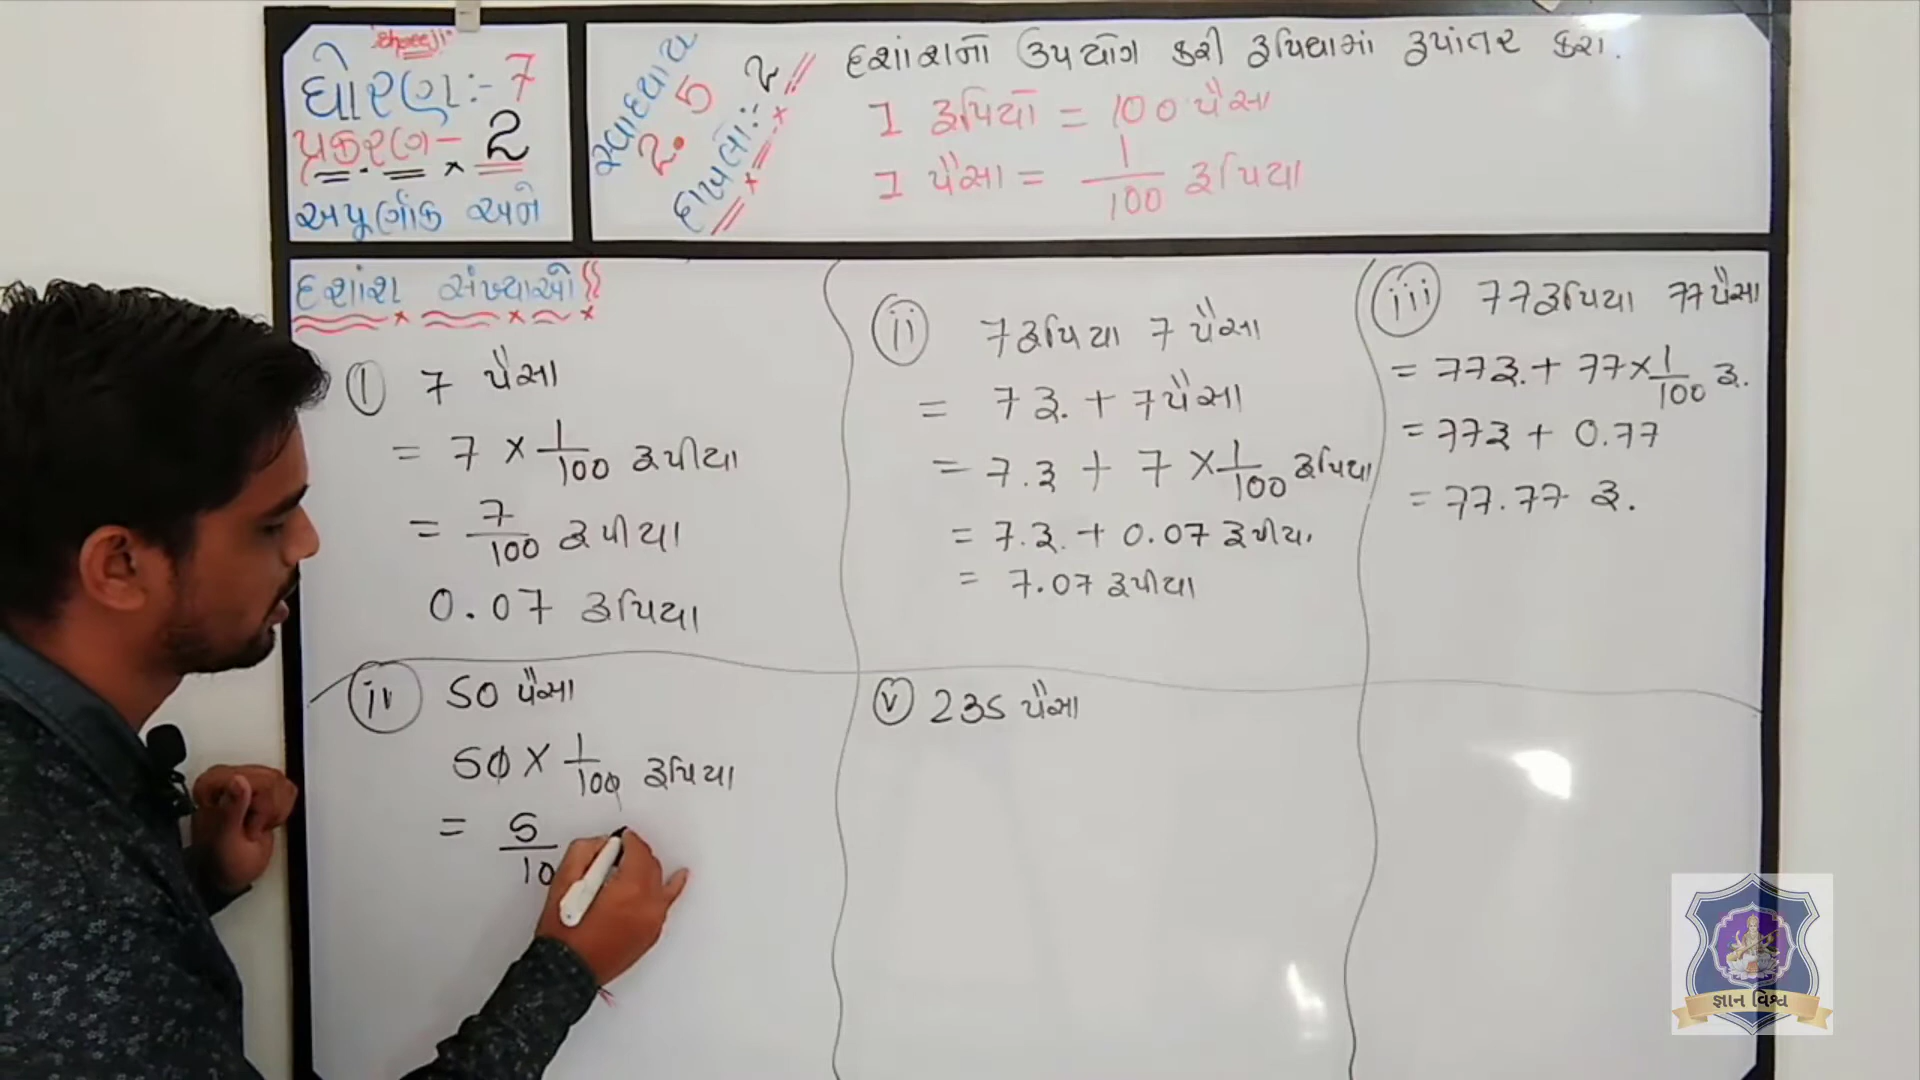 Shreeji
ધોરણ:- 7
પ્રકરણ- 2
અપૂર્ણાંક અને
દશાંશ સંખ્યાઓ
સ્વાધ્યાય
2.5
દાખલો:- 2
દશાંશનો ઉપયોગ કરી રૂપિયામાં રૂપાંતર કરો.
1 રૂપિયો = 100 પૈસા
1 પૈસા = 1/100 રૂપિયા
(i) 7 પૈસા
= 7 × 1/100 રૂપીયા
= 7/100 રૂપીયા
0.07 રૂપિયા
(ii) 7 રૂપિયા 7 પૈસા
= 7 રૂ. + 7 પૈસા
= 7.રૂ + 7 × 1/100 રૂપિયા
= 7.રૂ. + 0.07 રૂપીયા
= 7.07 રૂપીયા
(iii) 77 રૂપિયા 77 પૈસા
= 77 રૂ. + 77 × 1/100 રૂ.
= 77 રૂ + 0.77
= 77.77 રૂ.
(iv) 50 પૈસા
50 × 1/100 રૂપિયા
= 5/10
(v) 235 પૈસા
જ્ઞાન વિશ્વ